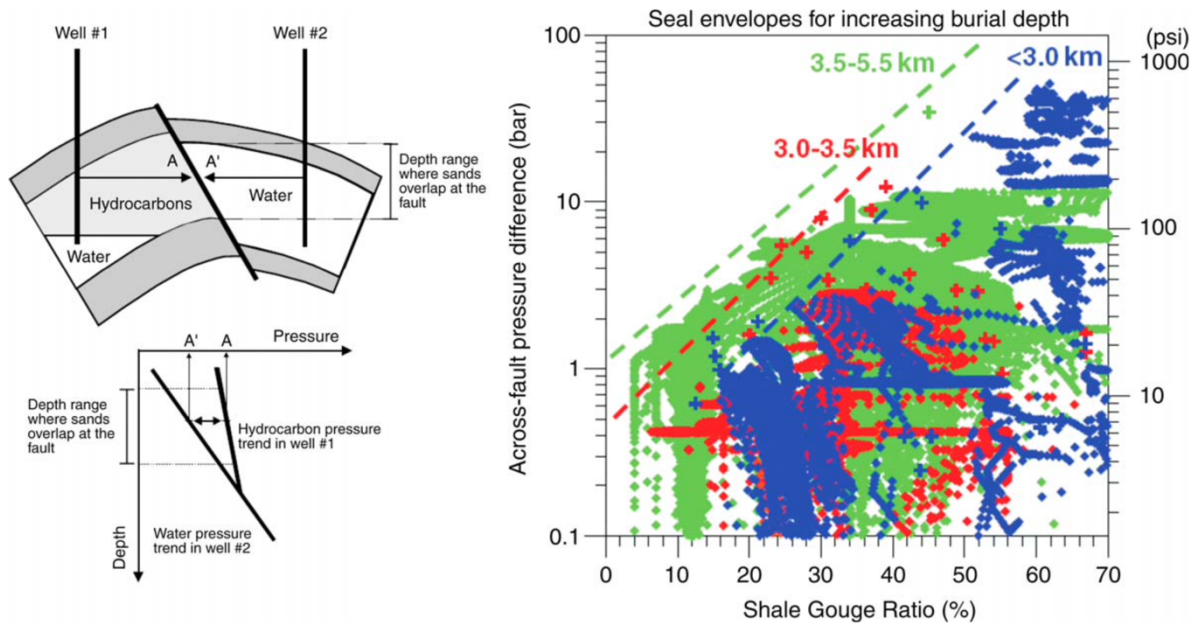 Well #1
Well #2
A
A'
Depth range
where sands
overlap at the
fault
Hydrocarbons
Water
Water
A'
A
Pressure
Depth range
where sands
overlap at the
fault
Hydrocarbon pressure
trend in well #1
Water pressure
trend in well #2
Depth
Seal envelopes for increasing burial depth
(psi)
100
3.5-5.5 km
<3.0 km
1000
3.0-3.5 km
Across-fault pressure difference (bar)
10
100
1
10
0.1
0
10
20
30
40
50
60
70
Shale Gouge Ratio (%)